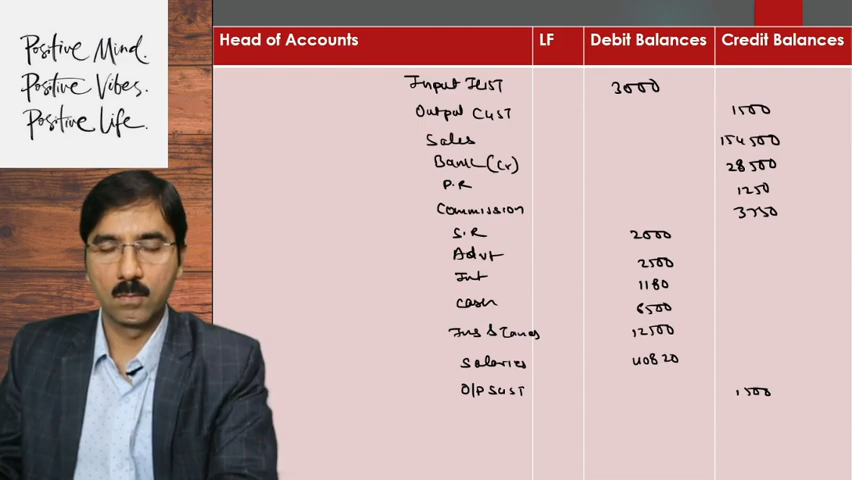 Positive Mind.
Positive Vibes.
Positive Life.
Head of Accounts LF Debit Balances Credit Balances
Input IGST 3000
Output CGST 1500
Sales 154500
Bank (Cr) 28500
P.R 1250
Commission 3750
S.R 2000
Advt 2500
Int 1180
Cash 6500
Ins & Taxes 12500
Salaries 40820
O/P SGST 1500